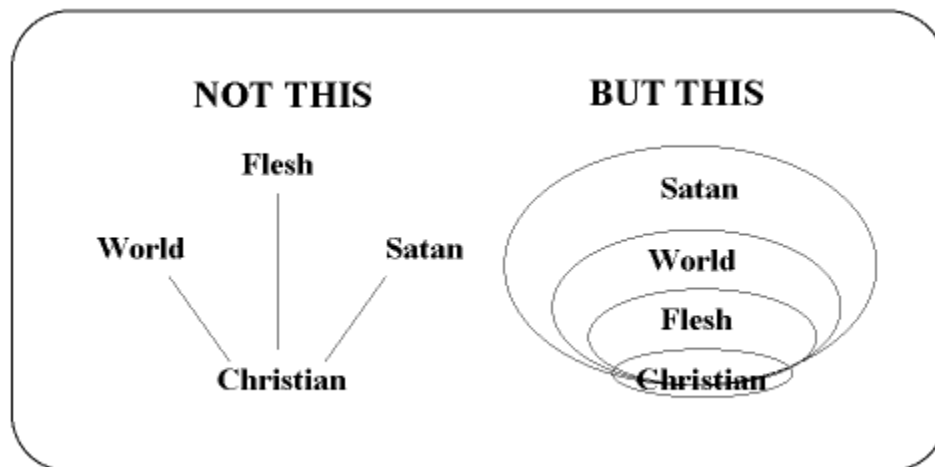 NOT THIS
Flesh
World
Satan
Christian
BUT THIS
Satan
World
Flesh
Christian